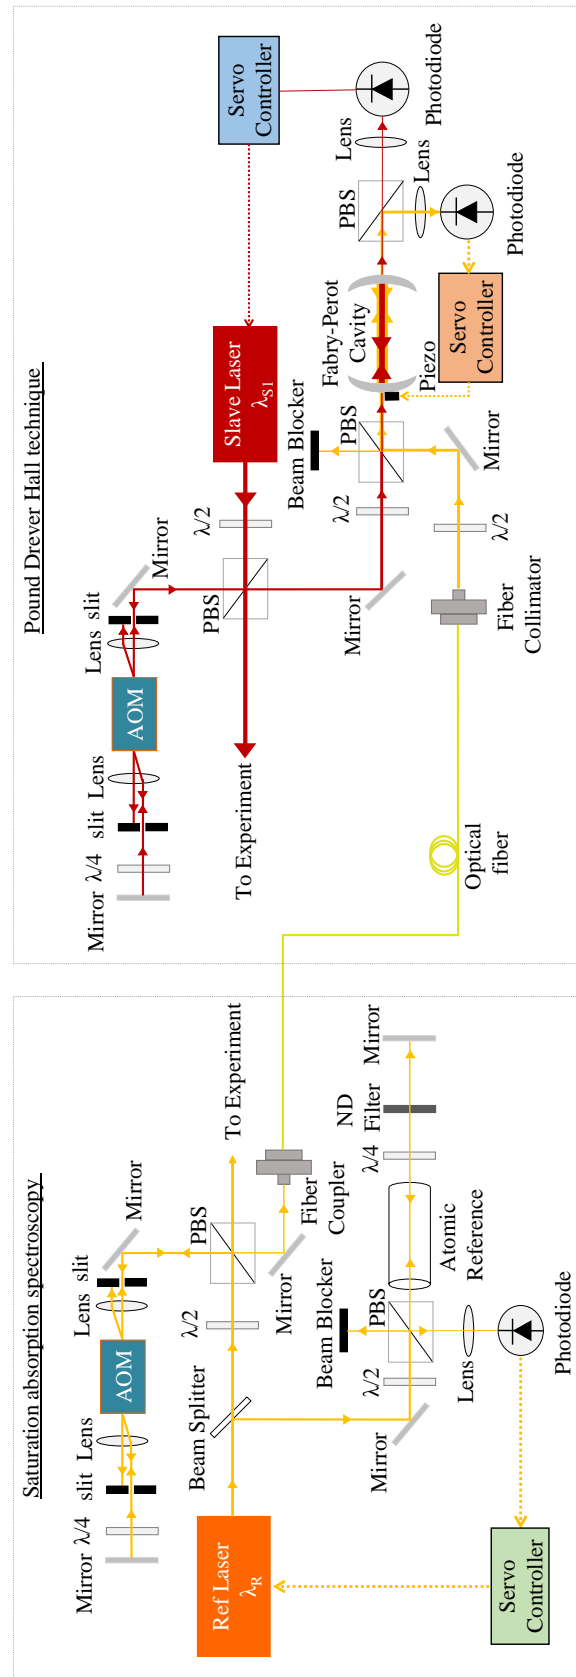 Saturation absorption spectroscopy
Mirror
λ/4
slit
Lens
AOM
Lens
slit
Mirror
Ref Laser
λR
Beam Splitter
λ/2
PBS
To Experiment
Mirror
Fiber
Coupler
Mirror
λ/2
Beam Blocker
PBS
Atomic
Reference
λ/4
ND
Filter
Mirror
Lens
Photodiode
Servo
Controller
Pound Drever Hall technique
Mirror
λ/4
slit
Lens
AOM
Lens
slit
Mirror
To Experiment
PBS
λ/2
Slave Laser
λS1
Servo
Controller
Mirror
λ/2
Beam Blocker
PBS
Fabry-Perot
Cavity
Piezo
PBS
Lens
Photodiode
Lens
Photodiode
Servo
Controller
Optical
fiber
Fiber
Collimator
λ/2
Mirror